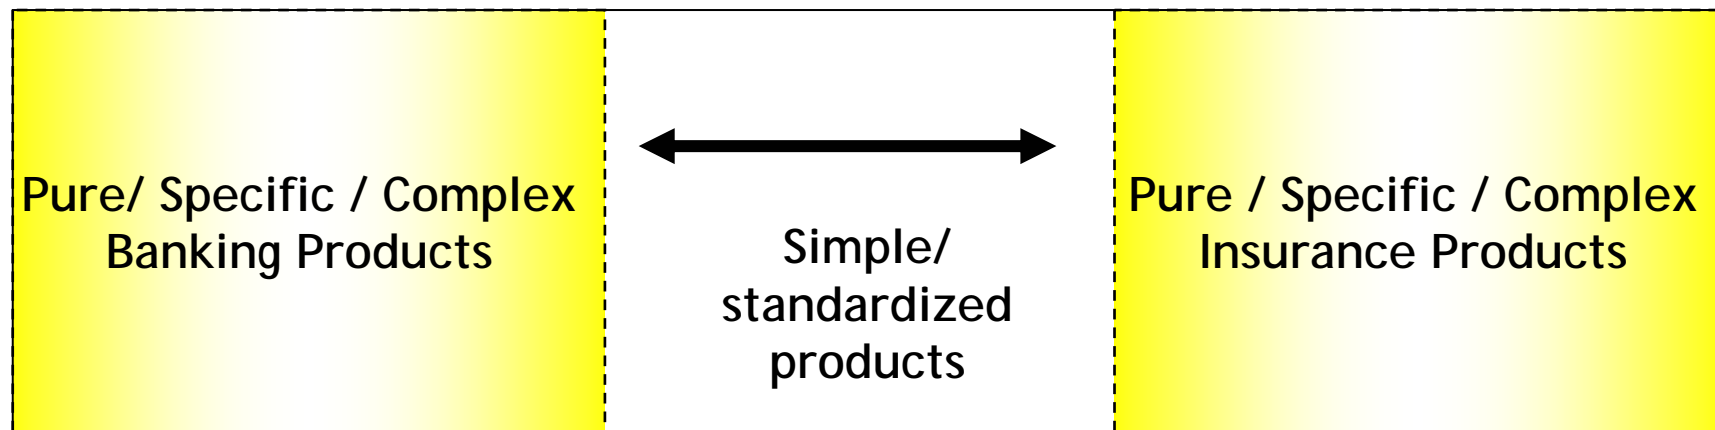 Pure/ Specific / Complex
Banking Products
Simple/
standardized
products
Pure / Specific / Complex
Insurance Products